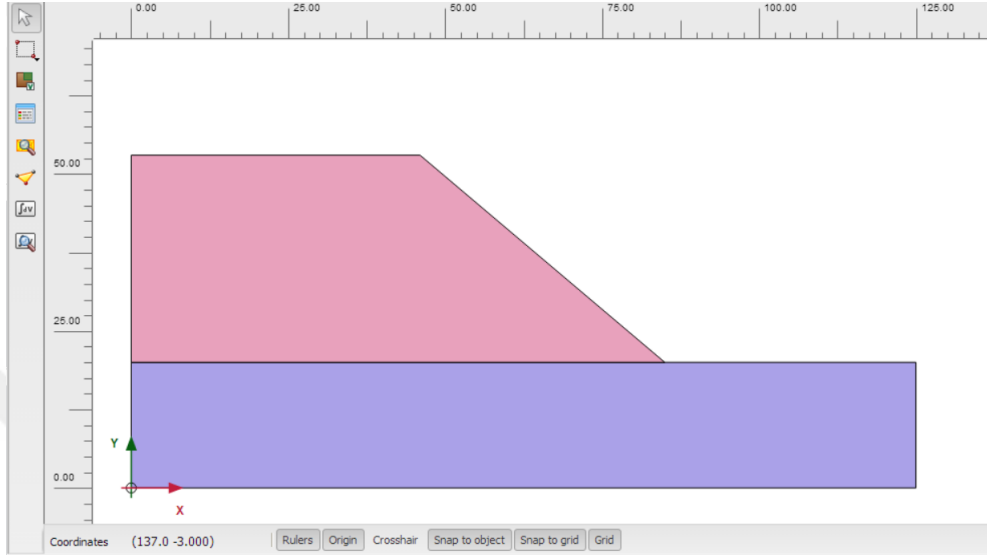 0.00 25.00 50.00 75.00 100.00 125.00
50.00
25.00
Y
0.00
X
Coordinates (137.0 -3.000) Rulers Origin Crosshair Snap to object Snap to grid Grid